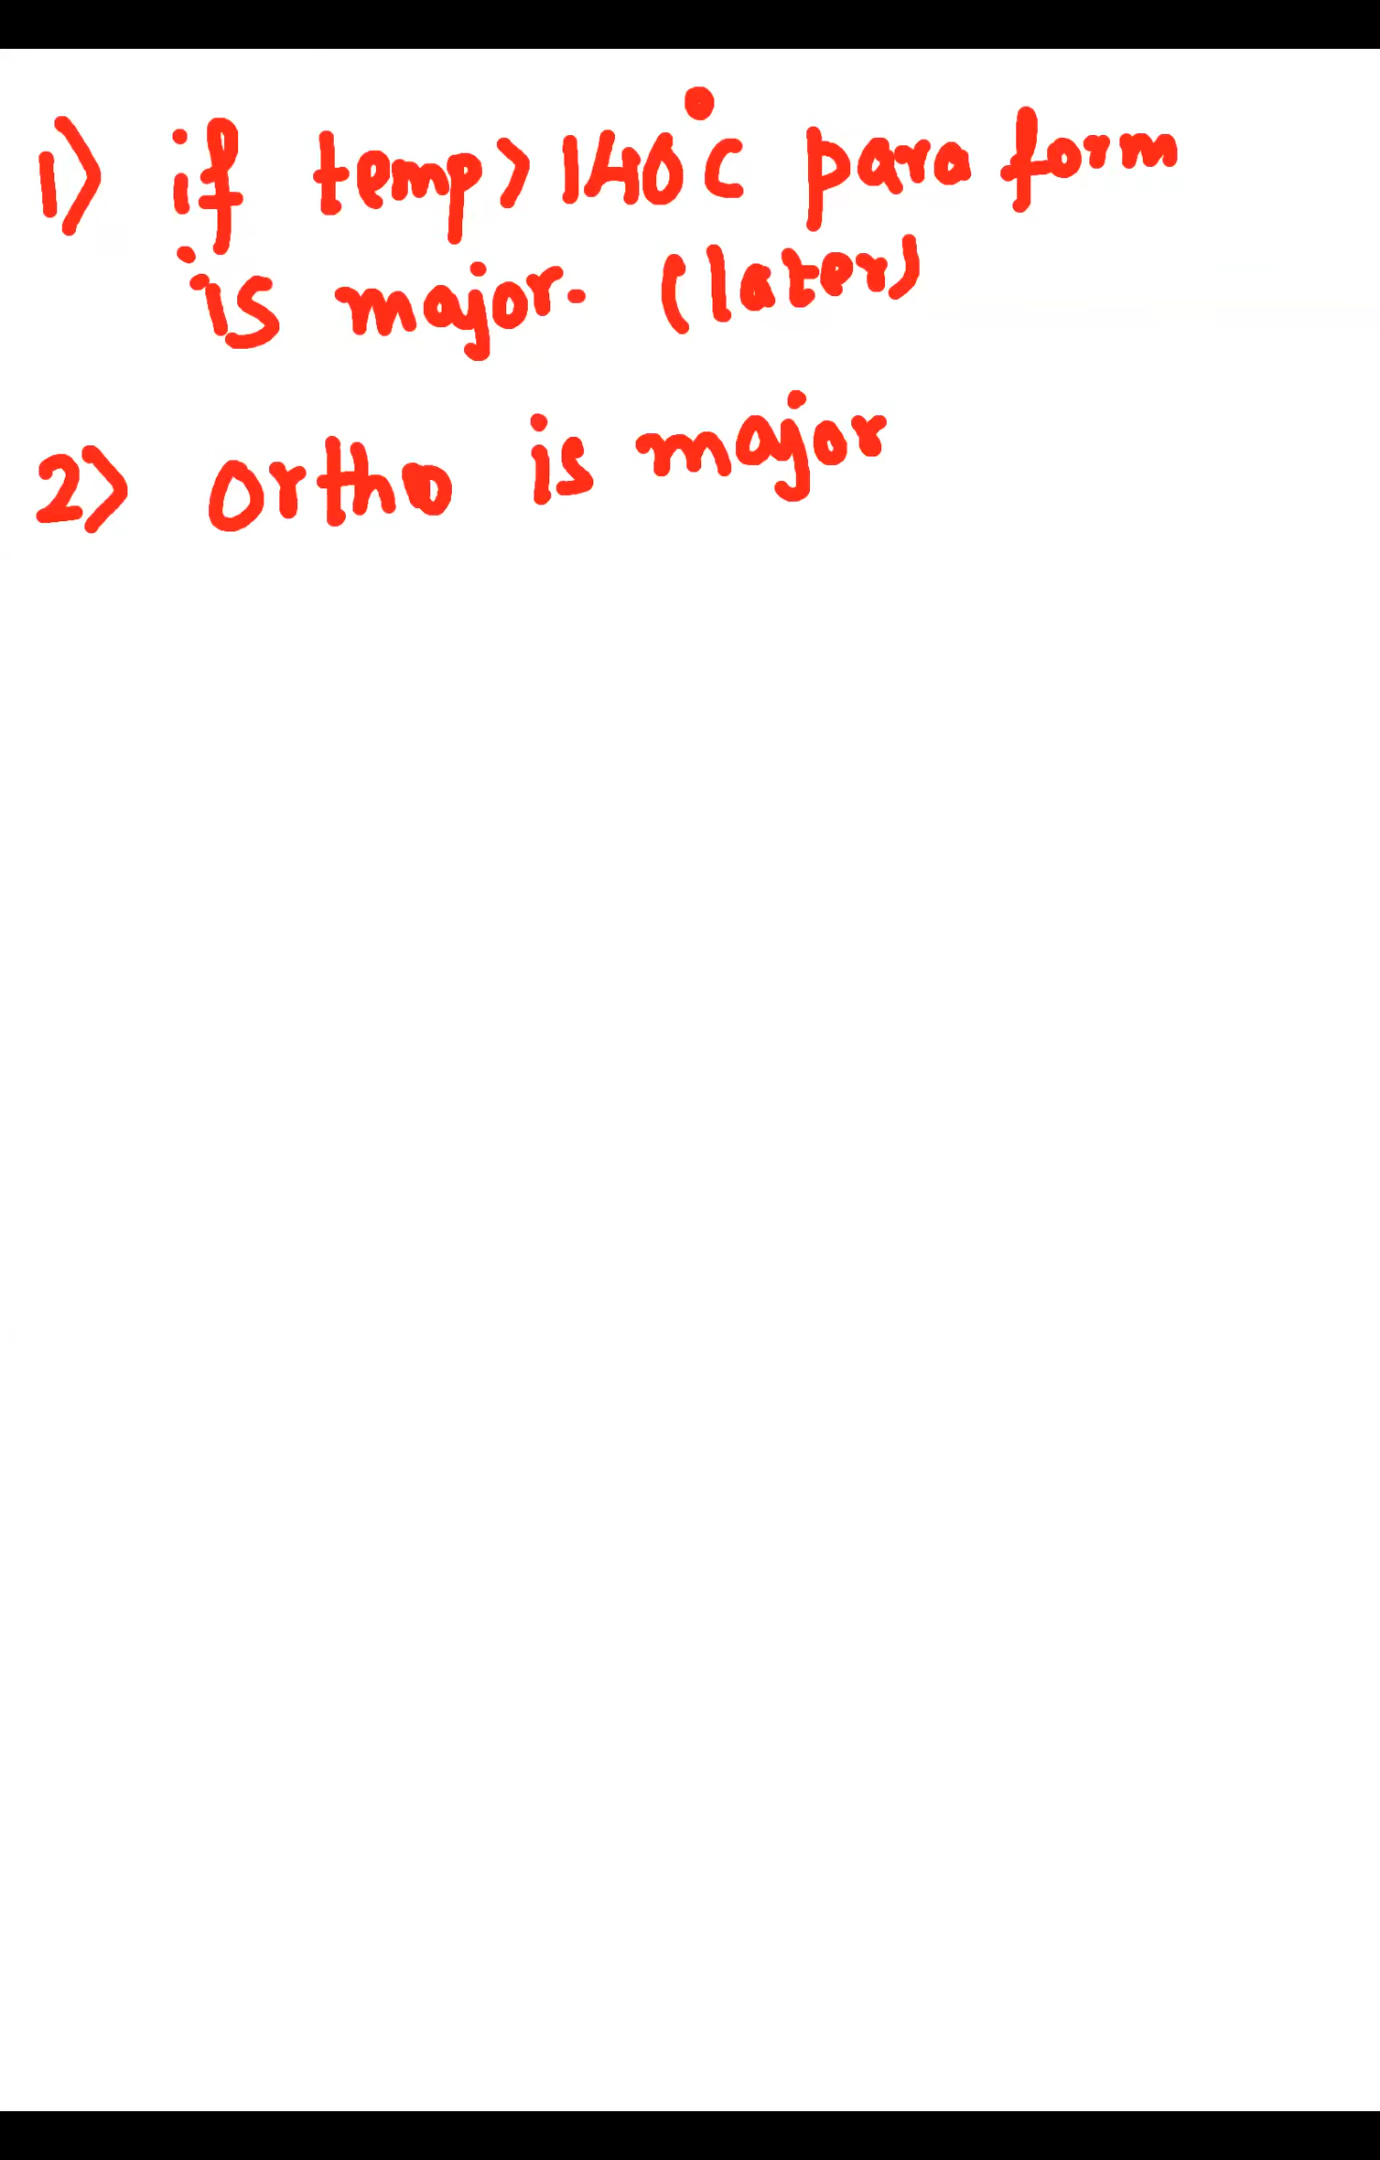 1) if temp > 140°C para form
is major. (later)
2) Ortho is major